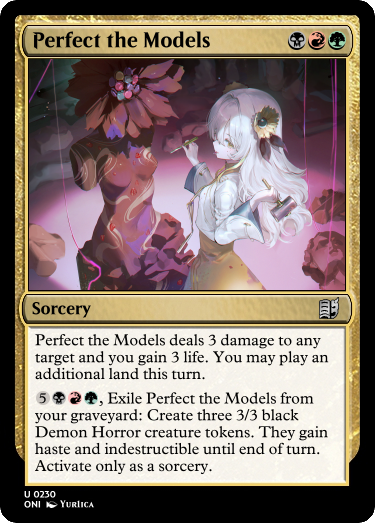 Perfect the Models
Sorcery
Perfect the Models deals 3 damage to any
target and you gain 3 life. You may play an
additional land this turn.
5, Exile Perfect the Models from
your graveyard: Create three 3/3 black
Demon Horror creature tokens. They gain
haste and indestructible until end of turn.
Activate only as a sorcery.
U 0230
ONI YURIICA